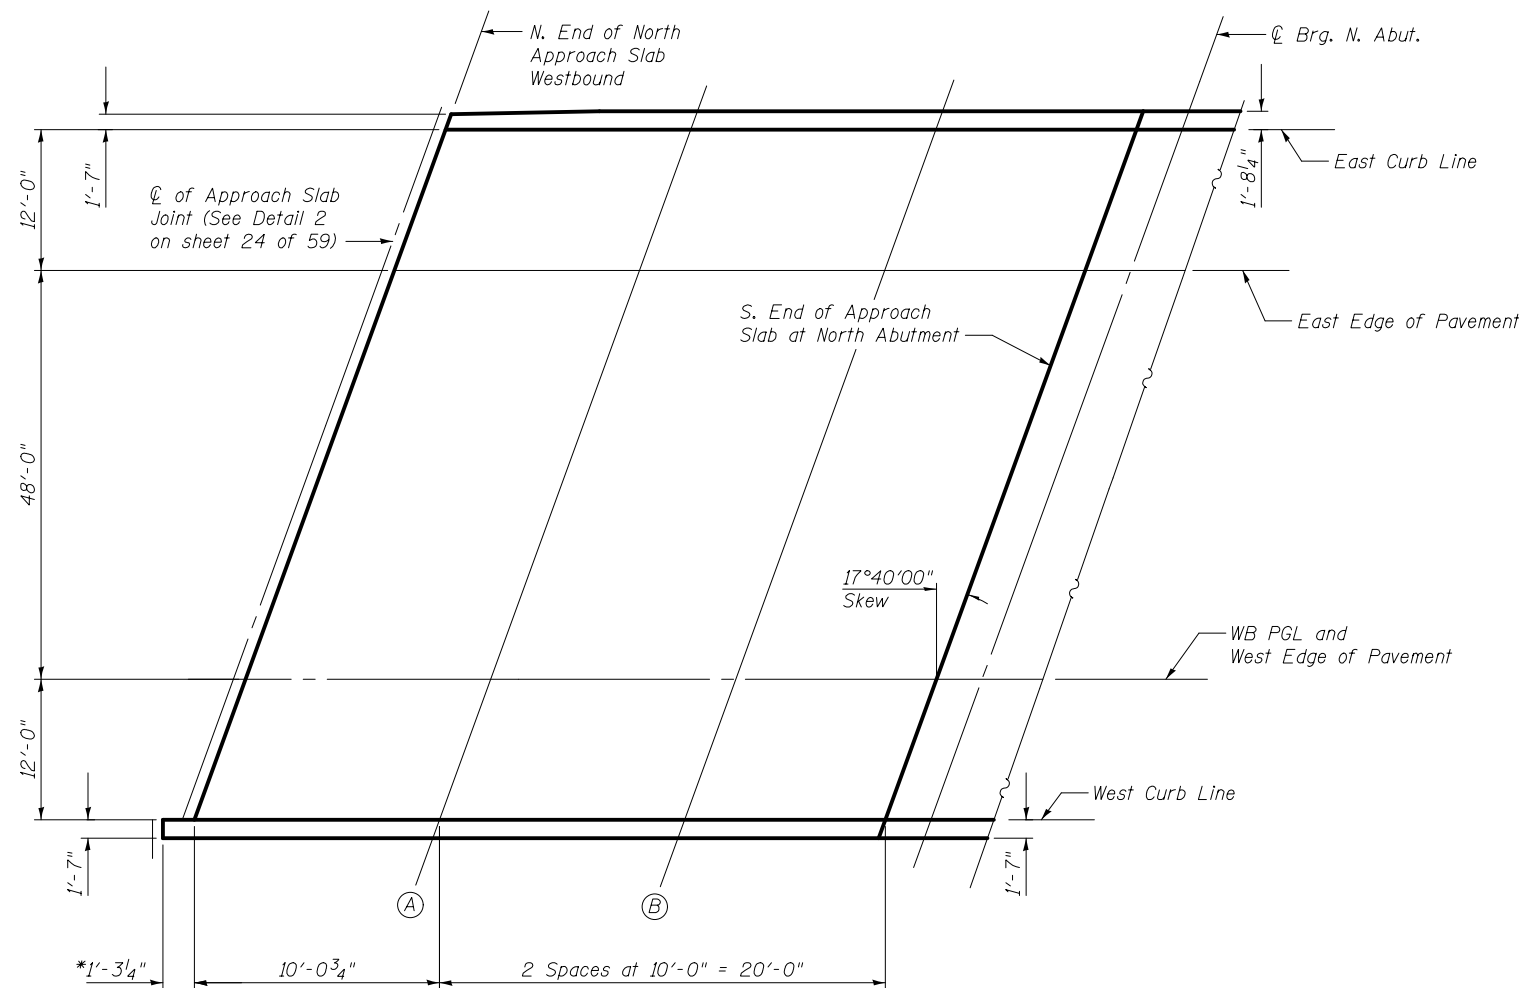 N. End of North
Approach Slab
Westbound
℄ Brg. N. Abut.
1'-7"
12'-0"
1'-8¼"
East Curb Line
℄ of Approach Slab
Joint (See Detail 2
on sheet 24 of 59)
S. End of Approach
Slab at North Abutment
East Edge of Pavement
48'-0"
17°40'00"
Skew
WB PGL and
West Edge of Pavement
12'-0"
West Curb Line
1'-7"
1'-7"
A
B
*1'-3¼"
10'-0¾"
2 Spaces at 10'-0" = 20'-0"